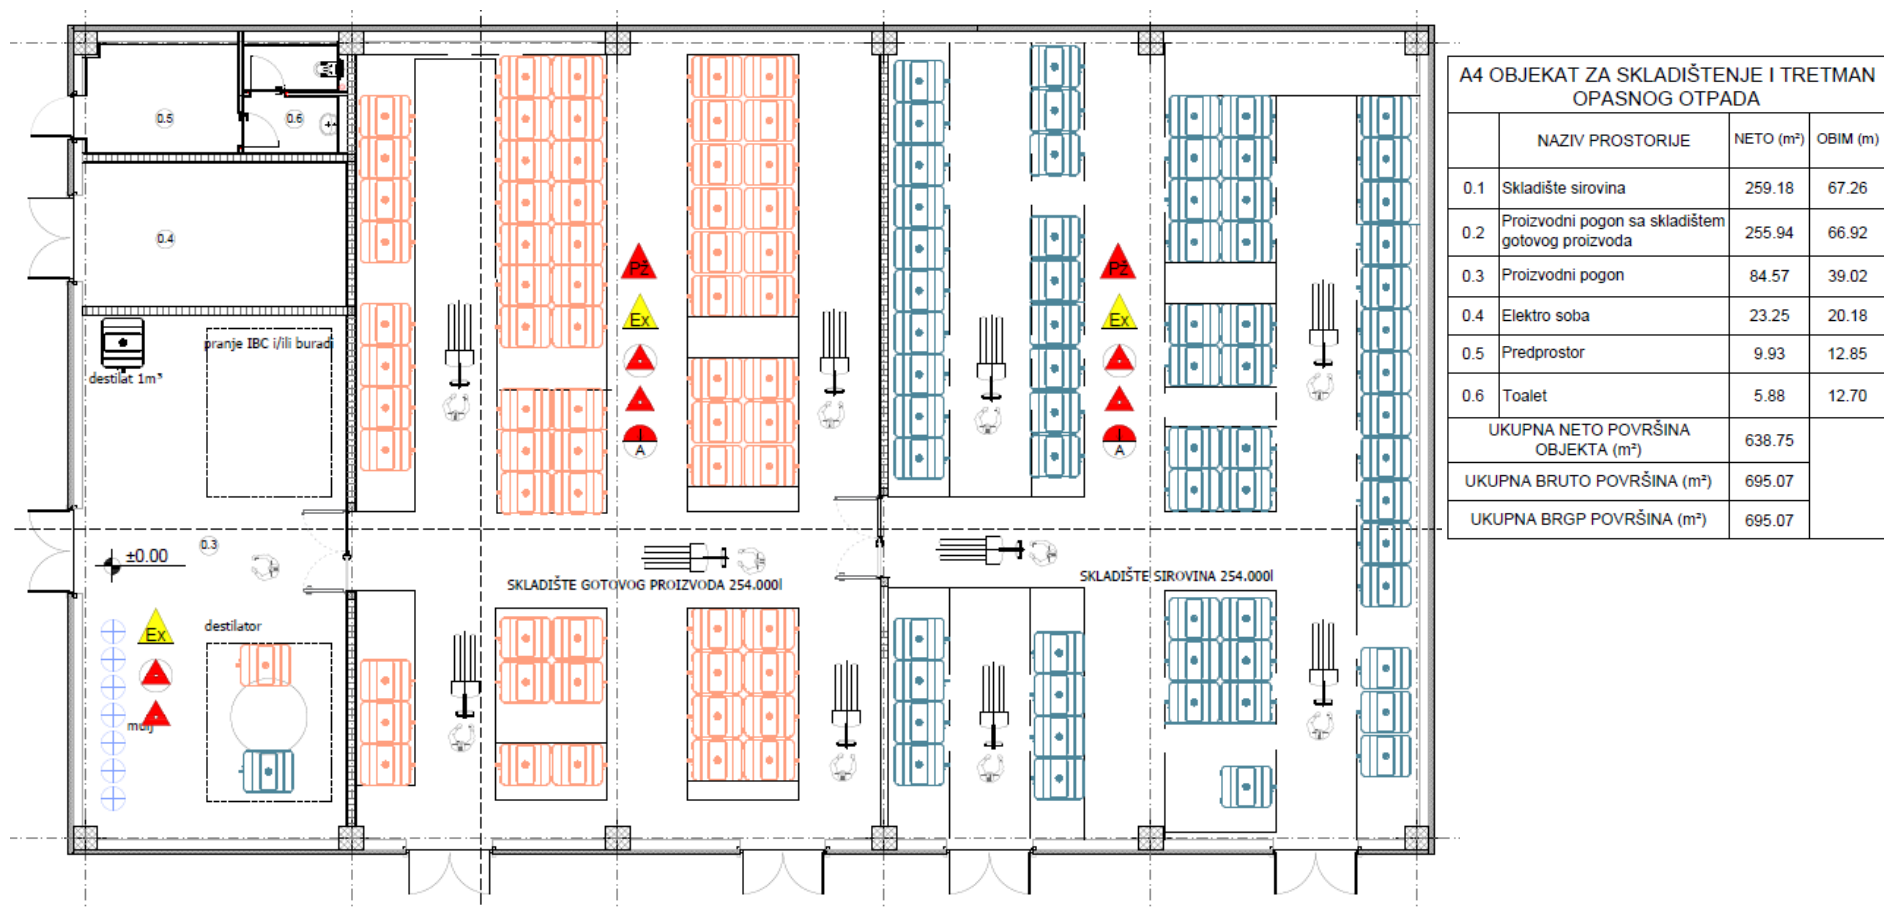 0.5
0.6
0.4
pranje IBC i/ili buradi
destilat 1m³
PŽ
Ex
A
PŽ
Ex
A
0.3
±0.00
SKLADIŠTE GOTOVOG PROIZVODA 254.000l
SKLADIŠTE SIROVINA 254.000l
Ex
destilator
mulj
A4 OBJEKAT ZA SKLADIŠTENJE I TRETMAN
OPASNOG OTPADA
NAZIV PROSTORIJE NETO (m²) OBIM (m)
0.1 Skladište sirovina 259.18 67.26
0.2 Proizvodni pogon sa skladištem
gotovog proizvoda 255.94 66.92
0.3 Proizvodni pogon 84.57 39.02
0.4 Elektro soba 23.25 20.18
0.5 Predprostor 9.93 12.85
0.6 Toalet 5.88 12.70
UKUPNA NETO POVRŠINA
OBJEKTA (m²) 638.75
UKUPNA BRUTO POVRŠINA (m²) 695.07
UKUPNA BRGP POVRŠINA (m²) 695.07